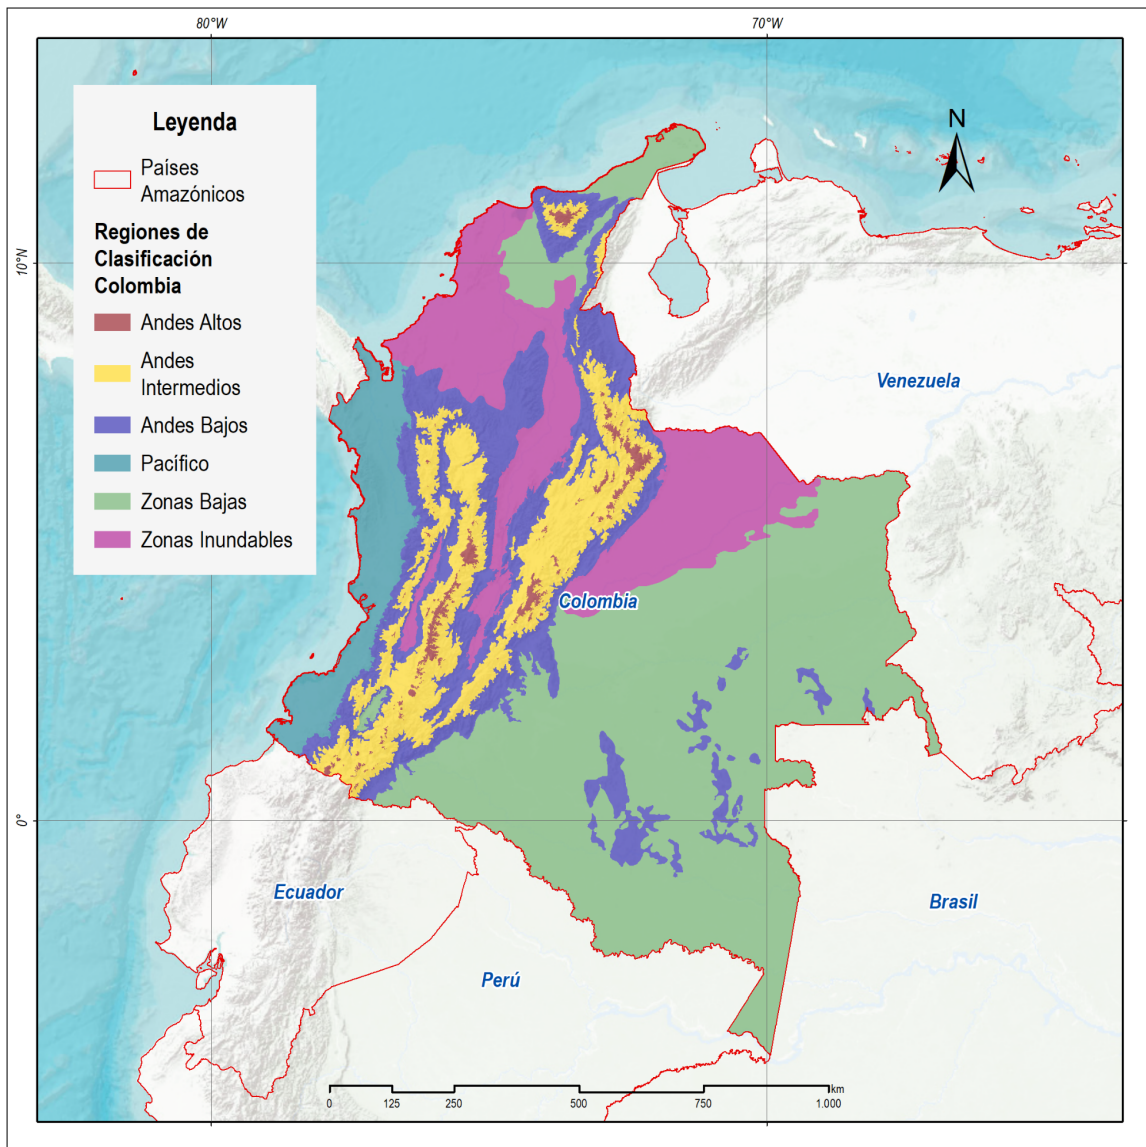 80°W
70°W
N
Leyenda
Países
Amazónicos
Regiones de
Clasificación
Colombia
Andes Altos
Andes
Intermedios
Andes Bajos
Pacífico
Zonas Bajas
Zonas Inundables
10°N
0°
Venezuela
Colombia
Ecuador
Perú
Brasil
km
0 125 250 500 750 1.000